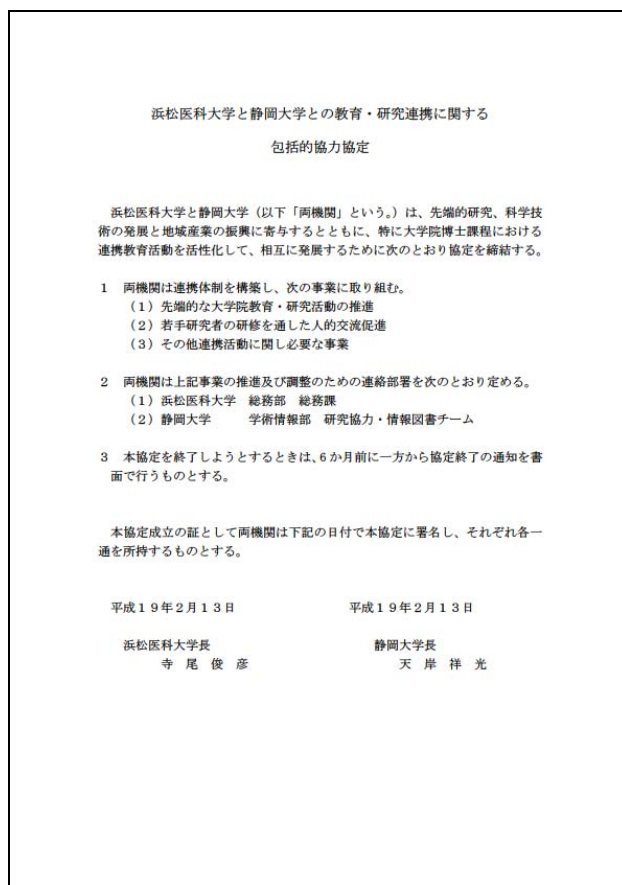 浜松医科大学と静岡大学との教育・研究連携に関する
包括的協力協定
浜松医科大学と静岡大学（以下「両機関」という。）は、先端的研究、科学技
術の発展と地域産業の振興に寄与するとともに、特に大学院博士課程における
連携教育活動を活性化して、相互に発展するために次のとおり協定を締結する。
１　両機関は連携体制を構築し、次の事業に取り組む。
（１）先端的な大学院教育・研究活動の推進
（２）若手研究者の研修を通した人的交流促進
（３）その他連携活動に関し必要な事業
２　両機関は上記事業の推進及び調整のための連絡部署を次のとおり定める。
（１）浜松医科大学　総務部　総務課
（２）静岡大学　　　学術情報部　研究協力・情報図書チーム
３　本協定を終了しようとするときは、６か月前に一方から協定終了の通知を書
面で行うものとする。
本協定成立の証として両機関は下記の日付で本協定に署名し、それぞれ各一
通を所持するものとする。
平成１９年２月１３日　　　　　　　　　平成１９年２月１３日
浜松医科大学長　　　　　　　　　　　　静岡大学長
寺　尾　俊　彦　　　　　　　　　　　　天　岸　祥　光